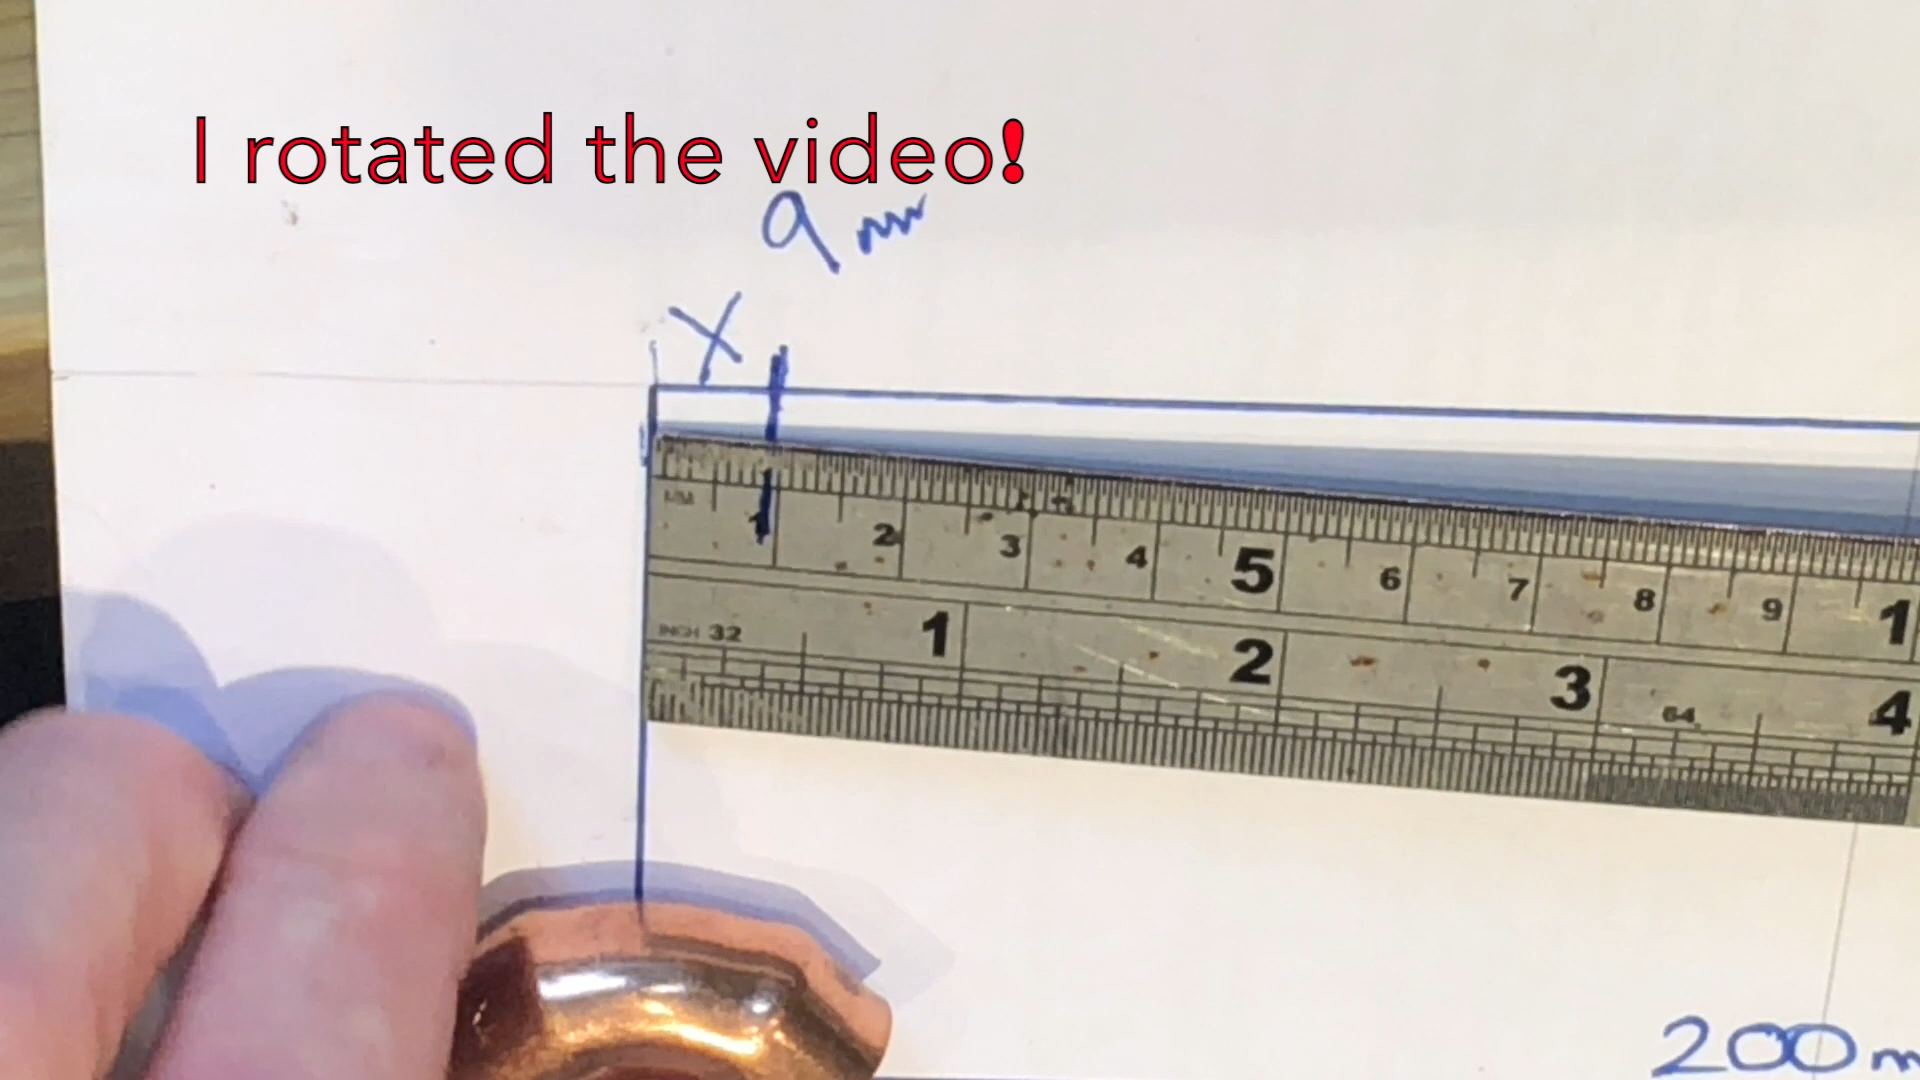 I rotated the video!
9mm
X
MM
1 2 3 4 5 6 7 8 9 1
INCH 32 1 2 3 64 4
200m